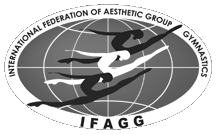 INTERNATIONAL FEDERATION OF AESTHETIC GROUP GYMNASTICS
IFAGG